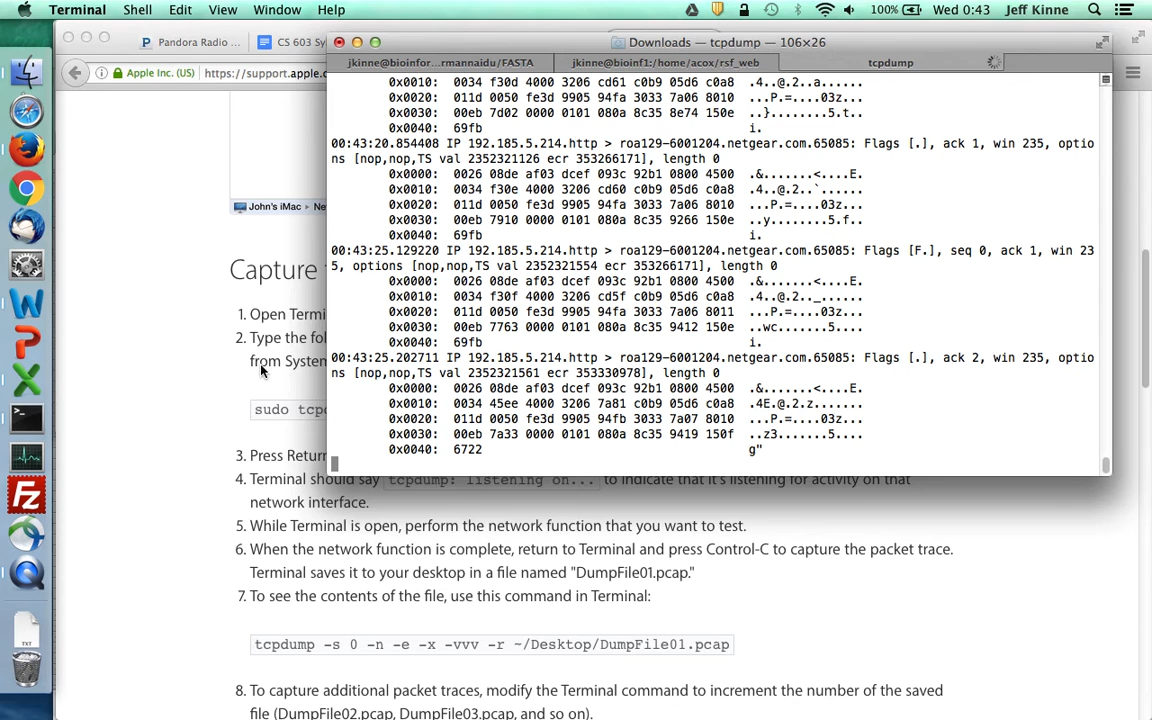 Terminal Shell Edit View Window Help 100% Wed 0:43 Jeff Kinne
Pandora Radio ... CS 603 Sy
Downloads — tcpdump — 106×26
Apple Inc. (US) https://support.apple.
jkinne@bioinfor...rmannaidu/FASTA jkinne@bioinf1:/home/acox/rsf_web tcpdump
0x0010: 0034 f30d 4000 3206 cd61 c0b9 05d6 c0a8 .4..@.2..a......
0x0020: 011d 0050 fe3d 9905 94fa 3033 7a06 8010 ...P.=....03z...
0x0030: 00eb 7d02 0000 0101 080a 8c35 8e74 150e ..}........5.t..
0x0040: 69fb i.
00:43:20.854408 IP 192.185.5.214.http > roa129-6001204.netgear.com.65085: Flags [.], ack 1, win 235, optio
ns [nop,nop,TS val 2352321126 ecr 353266171], length 0
0x0000: 0026 08de af03 dcef 093c 92b1 0800 4500 .&.......<....E.
0x0010: 0034 f30e 4000 3206 cd60 c0b9 05d6 c0a8 .4..@.2..`......
0x0020: 011d 0050 fe3d 9905 94fa 3033 7a06 8010 ...P.=....03z...
0x0030: 00eb 7910 0000 0101 080a 8c35 9266 150e ..y........5.f..
0x0040: 69fb i.
00:43:25.129220 IP 192.185.5.214.http > roa129-6001204.netgear.com.65085: Flags [F.], seq 0, ack 1, win 23
5, options [nop,nop,TS val 2352321554 ecr 353266171], length 0
0x0000: 0026 08de af03 dcef 093c 92b1 0800 4500 .&.......<....E.
0x0010: 0034 f30f 4000 3206 cd5f c0b9 05d6 c0a8 .4..@.2.._......
0x0020: 011d 0050 fe3d 9905 94fa 3033 7a06 8011 ...P.=....03z...
0x0030: 00eb 7763 0000 0101 080a 8c35 9412 150e ..wc.......5....
0x0040: 69fb i.
00:43:25.202711 IP 192.185.5.214.http > roa129-6001204.netgear.com.65085: Flags [.], ack 2, win 235, optio
ns [nop,nop,TS val 2352321561 ecr 353330978], length 0
0x0000: 0026 08de af03 dcef 093c 92b1 0800 4500 .&.......<....E.
0x0010: 0034 45ee 4000 3206 7a81 c0b9 05d6 c0a8 .4E.@.2.z.......
0x0020: 011d 0050 fe3d 9905 94fb 3033 7a07 8010 ...P.=....03z...
0x0030: 00eb 7a33 0000 0101 080a 8c35 9419 150f ..z3.......5....
0x0040: 6722 g"
John's iMac Ne
Capture
1. Open Termi
2. Type the fol
from System
sudo tcpd
3. Press Retur
4. Terminal should say tcpdump: listening on... to indicate that it's listening for activity on that
network interface.
5. While Terminal is open, perform the network function that you want to test.
6. When the network function is complete, return to Terminal and press Control-C to capture the packet trace.
Terminal saves it to your desktop in a file named "DumpFile01.pcap."
7. To see the contents of the file, use this command in Terminal:
tcpdump -s 0 -n -e -x -vvv -r ~/Desktop/DumpFile01.pcap
8. To capture additional packet traces, modify the Terminal command to increment the number of the saved
file (DumpFile02.pcap, DumpFile03.pcap, and so on).
TXT